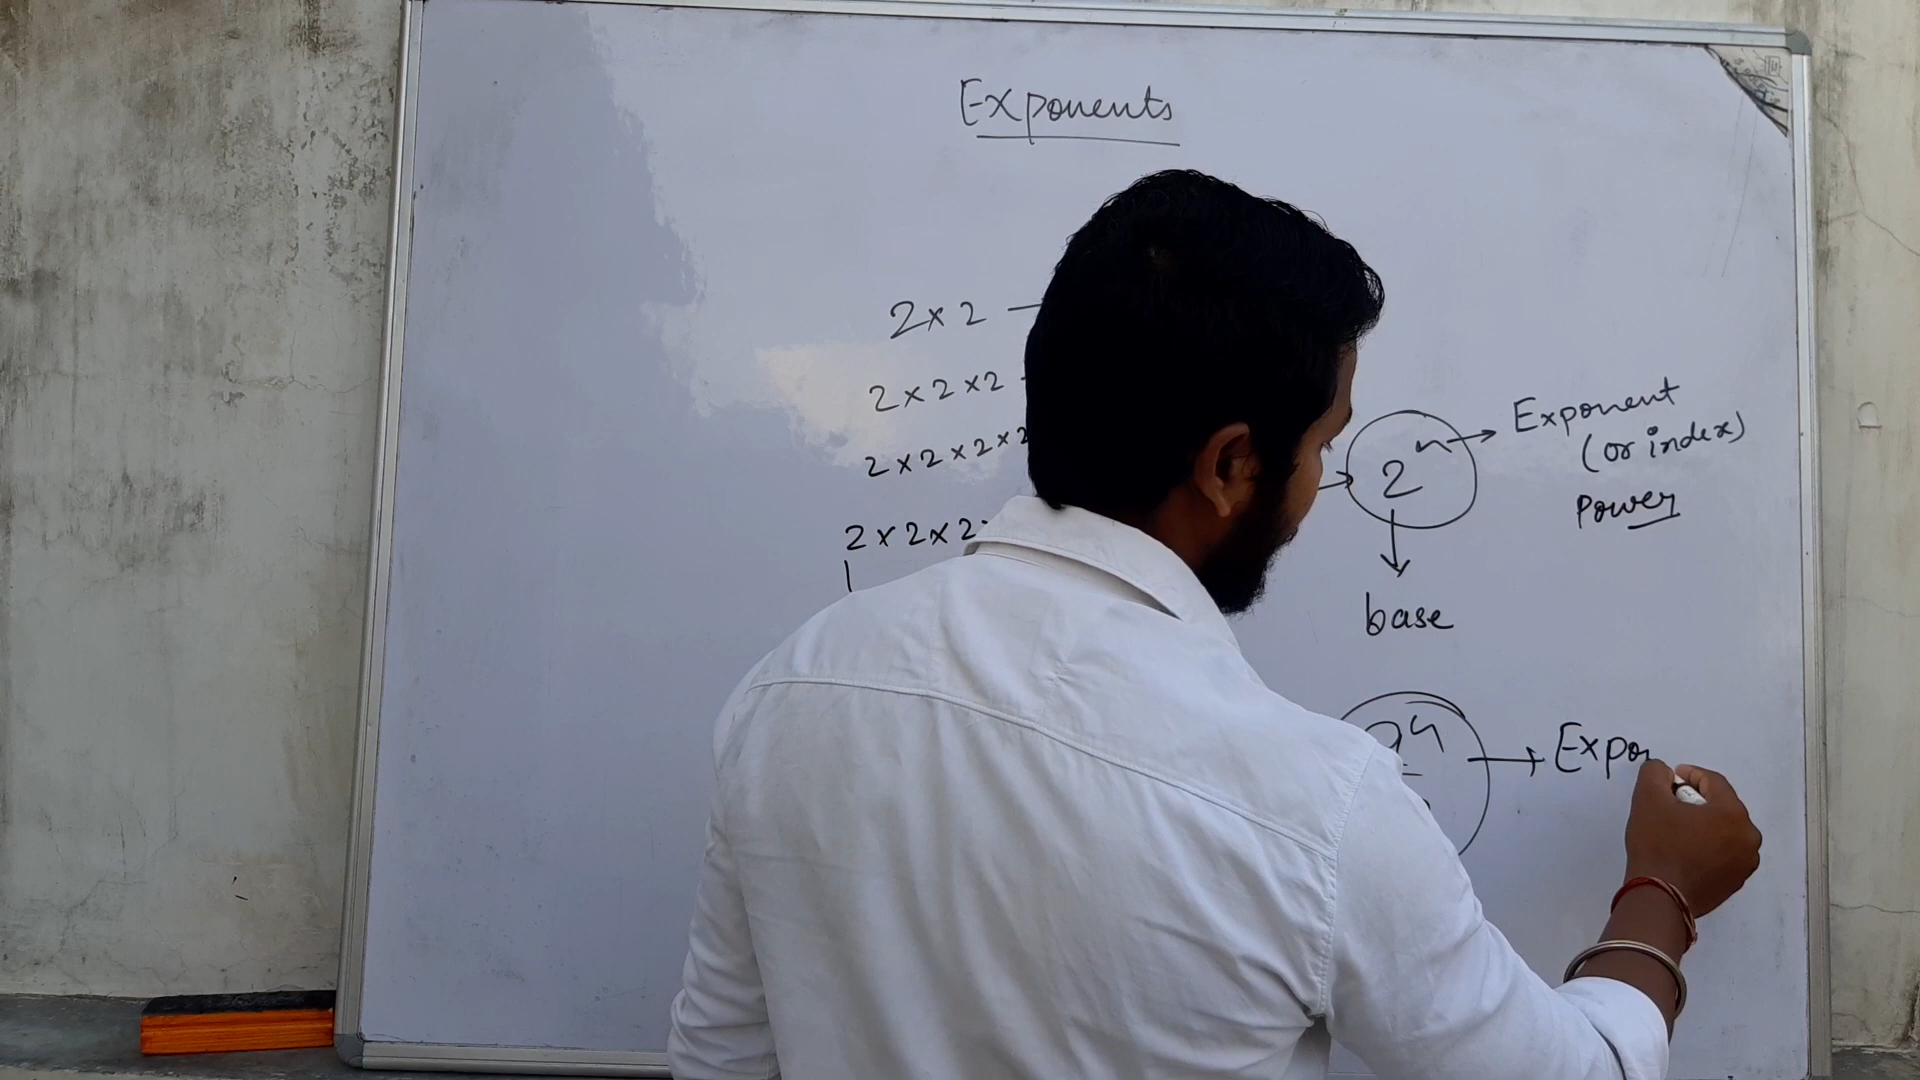 Exponents
2 × 2 —
2 × 2 × 2
2 × 2 × 2 × 2
2 × 2 × 2
→ 2ⁿ → Exponent
(or index)
Power
base
→ Expon